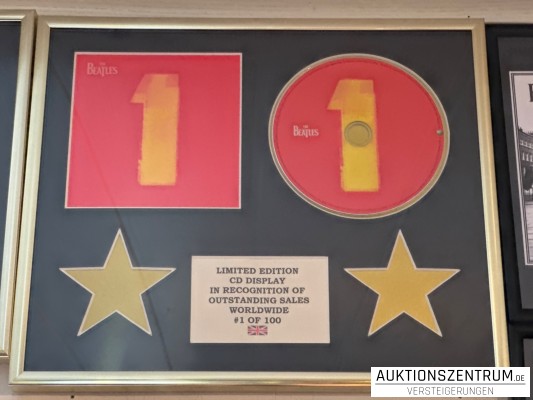 THE
BEATLES
1
THE
BEATLES
1
LIMITED EDITION
CD DISPLAY
IN RECOGNITION OF
OUTSTANDING SALES
WORLDWIDE
#1 OF 100
AUKTIONSZENTRUM.DE
VERSTEIGERUNGEN